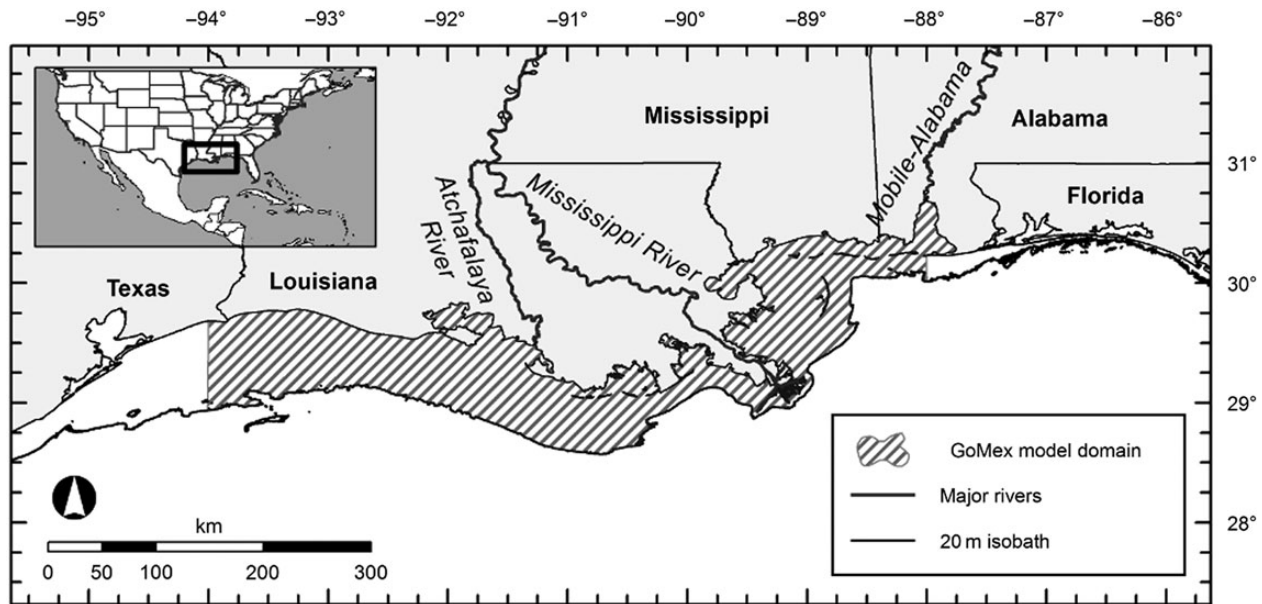 −95° −94° −93° −92° −91° −90° −89° −88° −87° −86°
Mississippi
Alabama
Mobile-Alabama
31°
Florida
Mississippi River
Atchafalaya
River
Louisiana
Texas
30°
29°
GoMex model domain
Major rivers
20 m isobath
28°
km
0 50 100 200 300